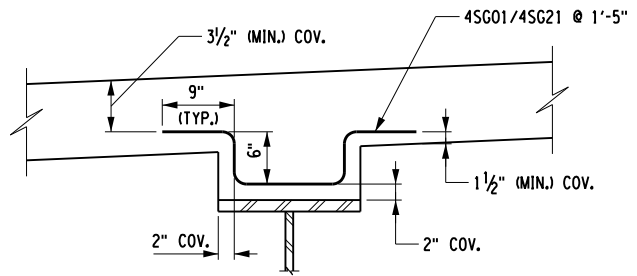 4SG01/4SG21 @ 1'-5"
3½" (MIN.) COV.
9"
(TYP.)
6"
1½" (MIN.) COV.
2" COV.
2" COV.